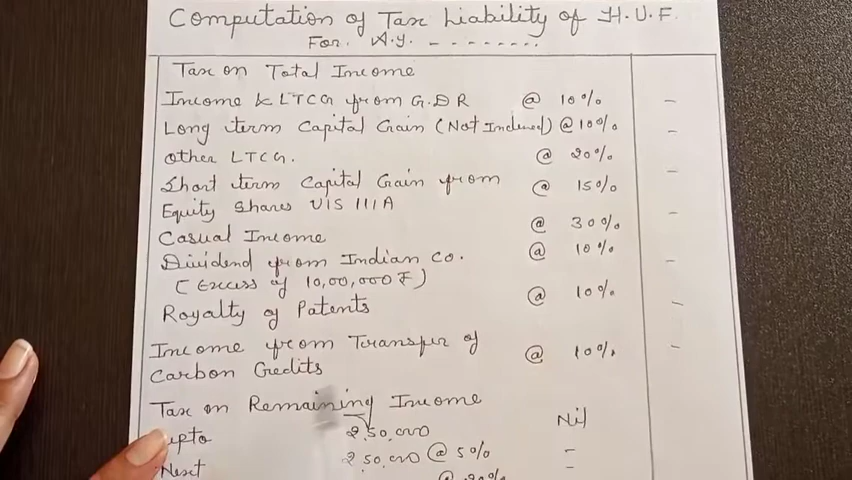 Computation of Tax Liability of H.U.F.
For. A.y. - - - - - - - -
Tax on Total Income
Income & LTCG from G.D.R @ 10% -
Long term Capital Gain (Not Indexed) @ 10% -
Other LTCG. @ 20% -
Short term Capital Gain from @ 15% -
Equity Shares U/S 111A
Casual Income @ 30% -
Dividend from Indian Co. @ 10% -
(Excess of 10,00,000 ₹)
Royalty of Patents @ 10% -
Income from Transfer of @ 10% -
Carbon Credits
Tax on Remaining Income
Upto 2,50,000 Nil
Next 2,50,000 @ 5% -
@ 20% -